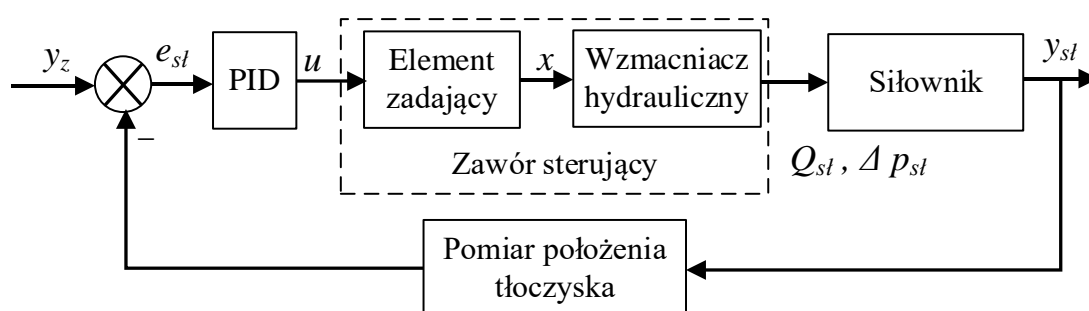 y_z
e_sł
PID
u
Element
zadający
x
Wzmacniacz
hydrauliczny
Siłownik
y_sł
−
Zawór sterujący
Q_sł , Δ p_sł
Pomiar położenia
tłoczyska